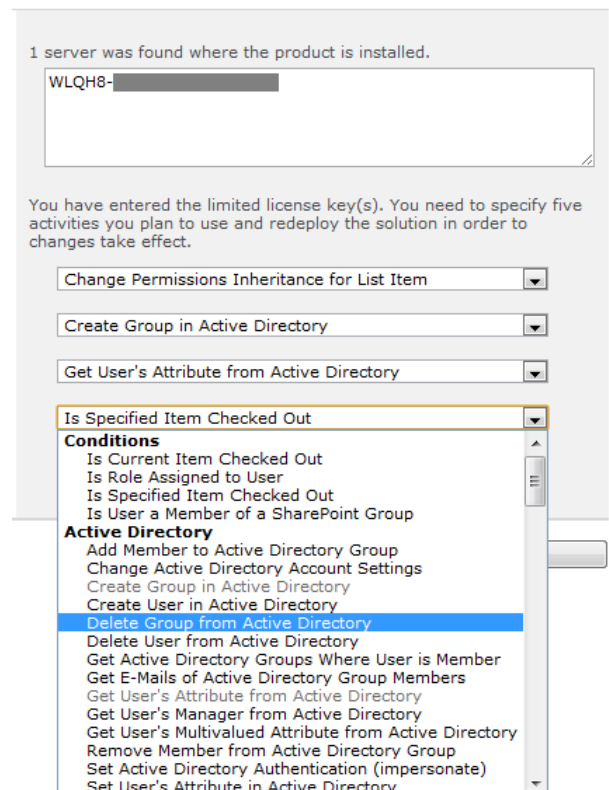 1 server was found where the product is installed.
WLQH8-
You have entered the limited license key(s). You need to specify five
activities you plan to use and redeploy the solution in order to
changes take effect.
Change Permissions Inheritance for List Item
Create Group in Active Directory
Get User's Attribute from Active Directory
Is Specified Item Checked Out
Conditions
Is Current Item Checked Out
Is Role Assigned to User
Is Specified Item Checked Out
Is User a Member of a SharePoint Group
Active Directory
Add Member to Active Directory Group
Change Active Directory Account Settings
Create Group in Active Directory
Create User in Active Directory
Delete Group from Active Directory
Delete User from Active Directory
Get Active Directory Groups Where User is Member
Get E-Mails of Active Directory Group Members
Get User's Attribute from Active Directory
Get User's Manager from Active Directory
Get User's Multivalued Attribute from Active Directory
Remove Member from Active Directory Group
Set Active Directory Authentication (impersonate)
Set User's Attribute in Active Directory